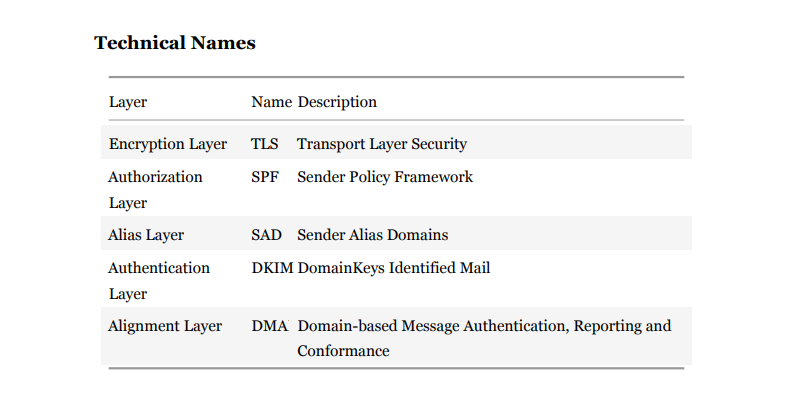 Technical Names
Layer Name Description
Encryption Layer TLS Transport Layer Security
Authorization SPF Sender Policy Framework
Layer
Alias Layer SAD Sender Alias Domains
Authentication DKIM DomainKeys Identified Mail
Layer
Alignment Layer DMA Domain-based Message Authentication, Reporting and
Conformance